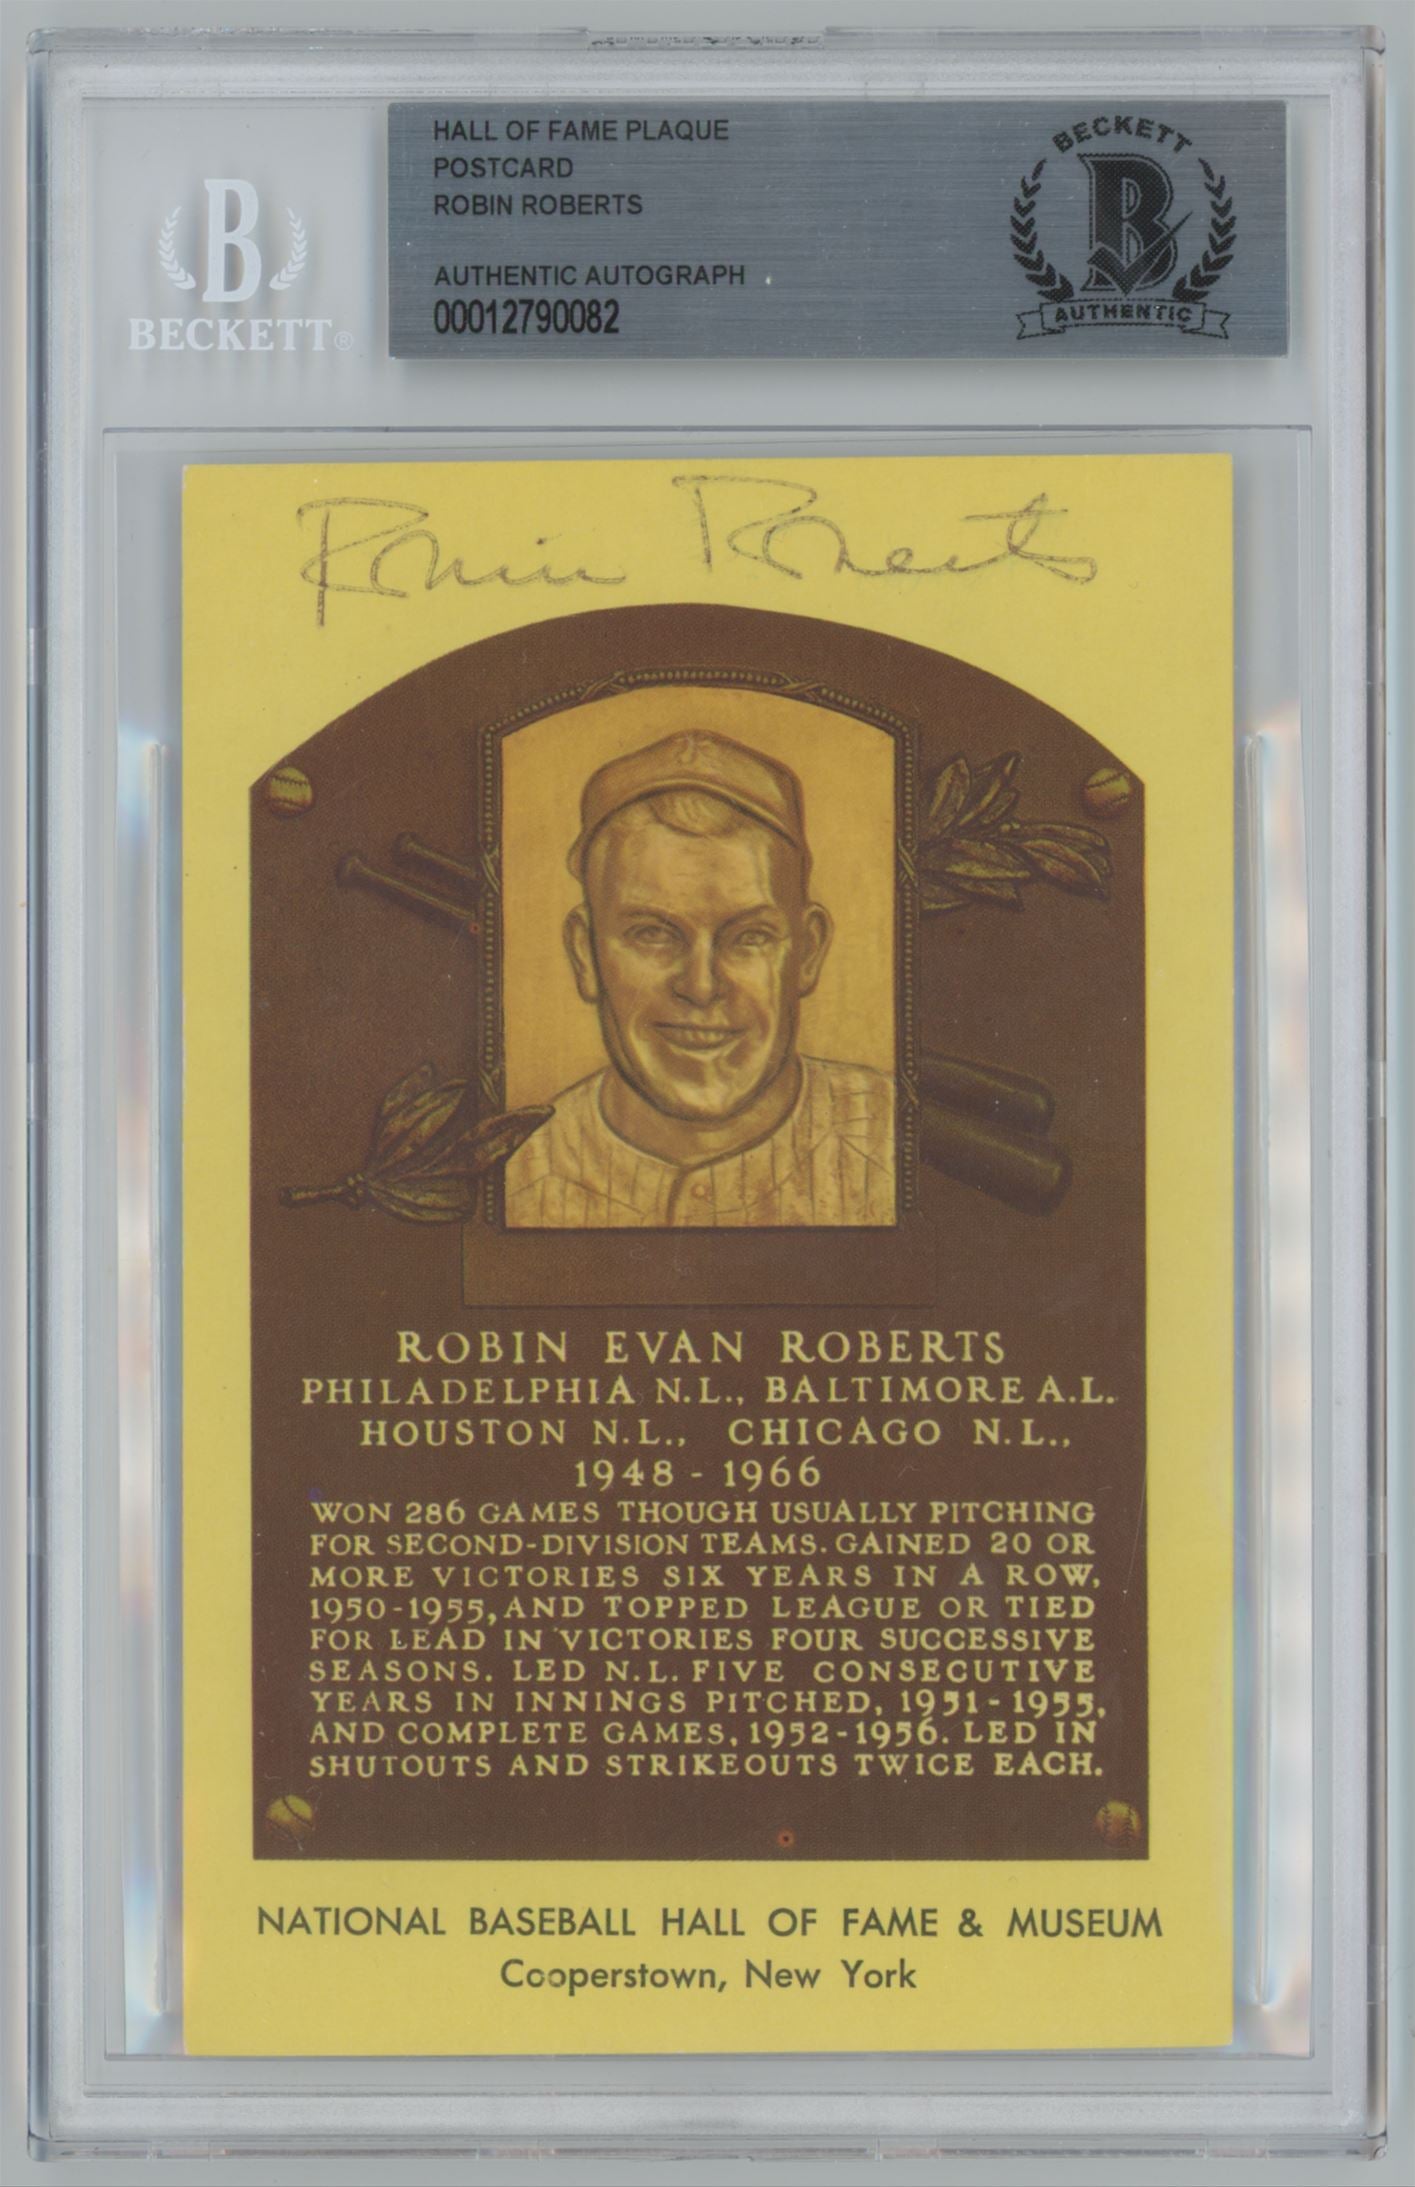 HALL OF FAME PLAQUE
POSTCARD
ROBIN ROBERTS
AUTHENTIC AUTOGRAPH
00012790082
BECKETT
B
AUTHENTIC
B
BECKETT®
Robin Roberts
ROBIN EVAN ROBERTS
PHILADELPHIA N.L., BALTIMORE A.L.
HOUSTON N.L., CHICAGO N.L.,
1948 - 1966
WON 286 GAMES THOUGH USUALLY PITCHING
FOR SECOND-DIVISION TEAMS. GAINED 20 OR
MORE VICTORIES SIX YEARS IN A ROW,
1950-1955, AND TOPPED LEAGUE OR TIED
FOR LEAD IN VICTORIES FOUR SUCCESSIVE
SEASONS. LED N.L. FIVE CONSECUTIVE
YEARS IN INNINGS PITCHED, 1951-1955,
AND COMPLETE GAMES, 1952-1956. LED IN
SHUTOUTS AND STRIKEOUTS TWICE EACH.
NATIONAL BASEBALL HALL OF FAME & MUSEUM
Cooperstown, New York